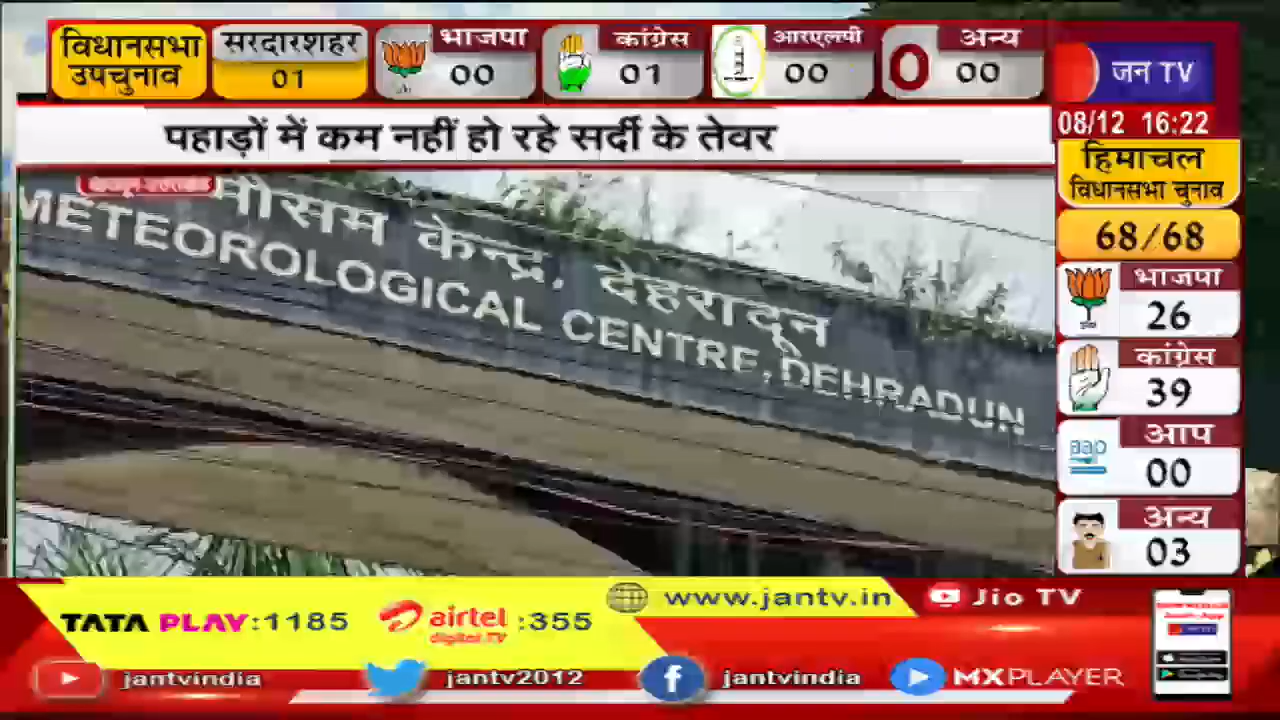 विधानसभा
उपचुनाव
सरदारशहर
01
भाजपा
00
कांग्रेस
01
आरएलपी
00
अन्य
00
जन TV
08/12 16:22
पहाड़ों में कम नहीं हो रहे सर्दी के तेवर
हिमाचल
विधानसभा चुनाव
68/68
भाजपा
26
कांग्रेस
39
आप
00
अन्य
03
मौसम केन्द्र, देहरादून
METEOROLOGICAL CENTRE, DEHRADUN
TATA PLAY:1185
airtel :355
digital TV
www.jantv.in
Jio TV
jantvindia
jantv2012
jantvindia
MXPLAYER